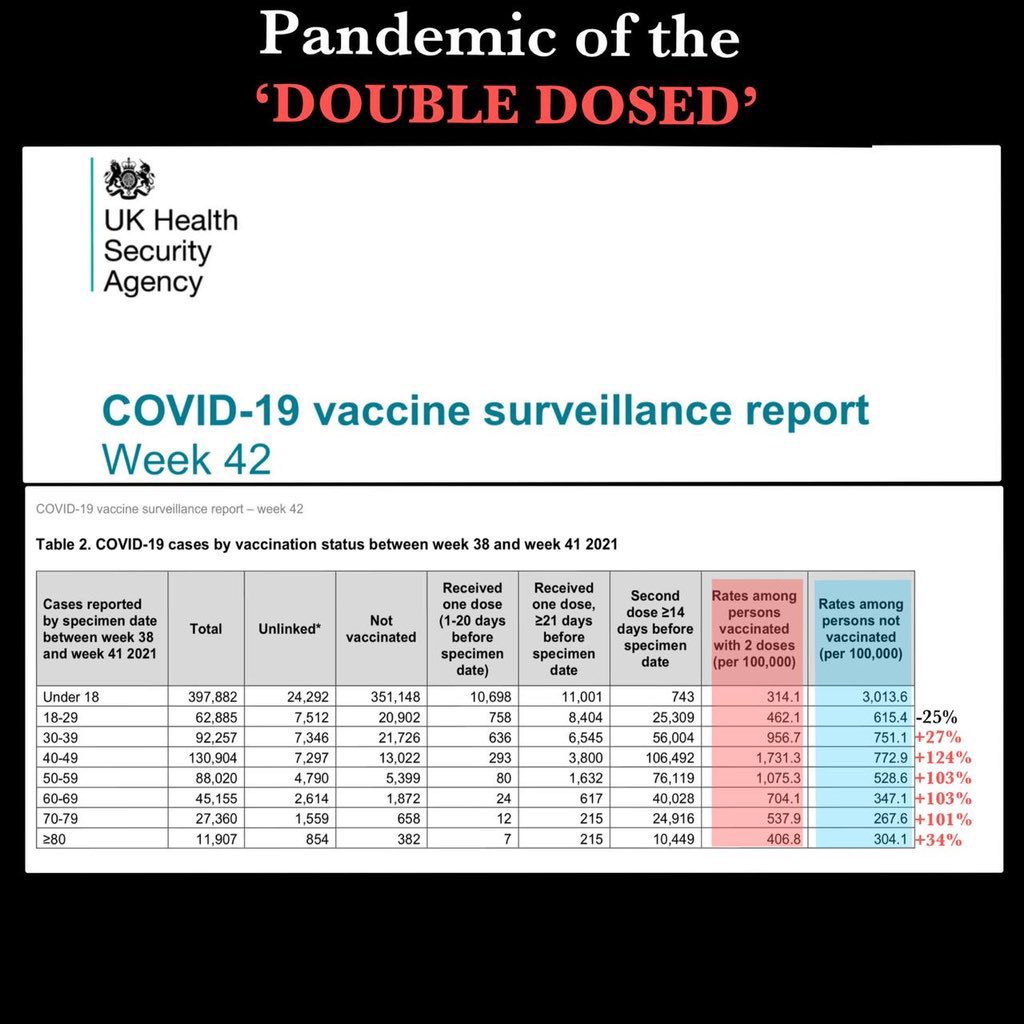 Pandemic of the
‘DOUBLE DOSED’
UK Health
Security
Agency
COVID-19 vaccine surveillance report
Week 42
COVID-19 vaccine surveillance report – week 42
Table 2. COVID-19 cases by vaccination status between week 38 and week 41 2021
Cases reported by specimen date between week 38 and week 41 2021 Total Unlinked* Not vaccinated Received one dose (1-20 days before specimen date) Received one dose, ≥21 days before specimen date Second dose ≥14 days before specimen date Rates among persons vaccinated with 2 doses (per 100,000) Rates among persons not vaccinated (per 100,000)
Under 18 397,882 24,292 351,148 10,698 11,001 743 314.1 3,013.6
18-29 62,885 7,512 20,902 758 8,404 25,309 462.1 615.4 -25%
30-39 92,257 7,346 21,726 636 6,545 56,004 956.7 751.1 +27%
40-49 130,904 7,297 13,022 293 3,800 106,492 1,731.3 772.9 +124%
50-59 88,020 4,790 5,399 80 1,632 76,119 1,075.3 528.6 +103%
60-69 45,155 2,614 1,872 24 617 40,028 704.1 347.1 +103%
70-79 27,360 1,559 658 12 215 24,916 537.9 267.6 +101%
≥80 11,907 854 382 7 215 10,449 406.8 304.1 +34%